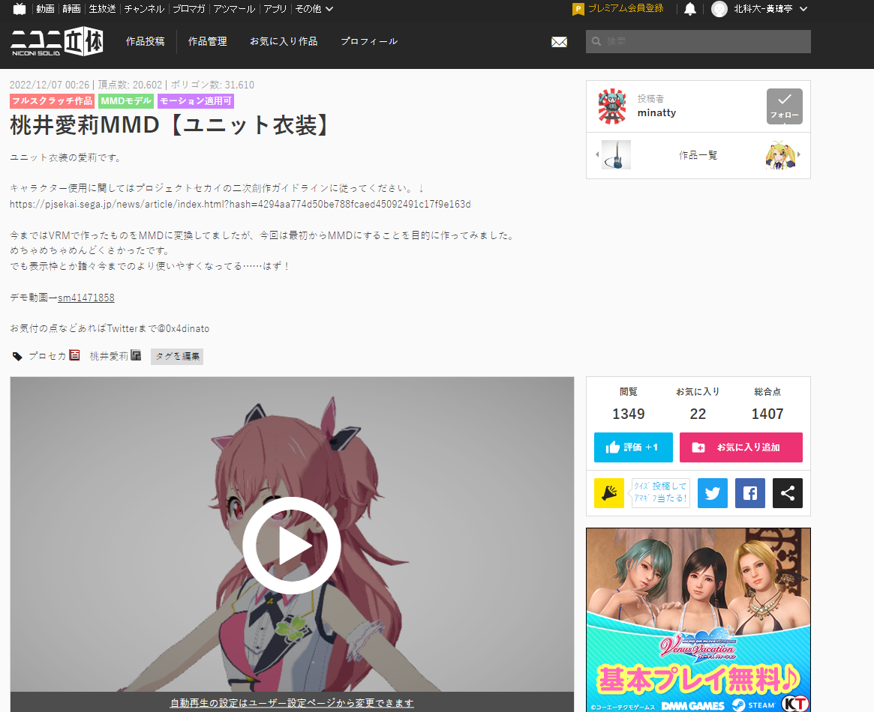 動画 静画 生放送 チャンネル ブロマガ アツマール アプリ その他
P プレミアム会員登録
北科大-黃瑋亭
ニコニ立体
NICONI SOLID
作品投稿 作品管理 お気に入り作品 プロフィール
検索
2022/12/07 00:26 | 頂点数: 20,602 | ポリゴン数: 31,610
フルスクラッチ作品 MMDモデル モーション適用可
桃井愛莉MMD【ユニット衣装】
ユニット衣装の愛莉です。
キャラクター使用に関してはプロジェクトセカイの二次創作ガイドラインに従ってください。↓
https://pjsekai.sega.jp/news/article/index.html?hash=4294aa774d50be788fcaed45092491c17f9e163d
今まではVRMで作ったものをMMDに変換してましたが、今回は最初からMMDにすることを目的に作ってみました。
めちゃめちゃめんどくさかったです。
でも表示枠とか諸々今までのより使いやすくなってる……はず！
デモ動画→sm41471858
お気付の点などあればTwitterまで@0x4dinato
プロセカ 桃井愛莉 タグを編集
投稿者
minatty
フォロー
作品一覧
自動再生の設定はユーザー設定ページから変更できます
閲覧 お気に入り 総合点
1349 22 1407
評価 +1
お気に入り追加
クイズ投稿して
アマギフ当たる!
Venus Vacation
基本プレイ無料♪
©コーエーテクモゲームス DMM GAMES STEAM KT